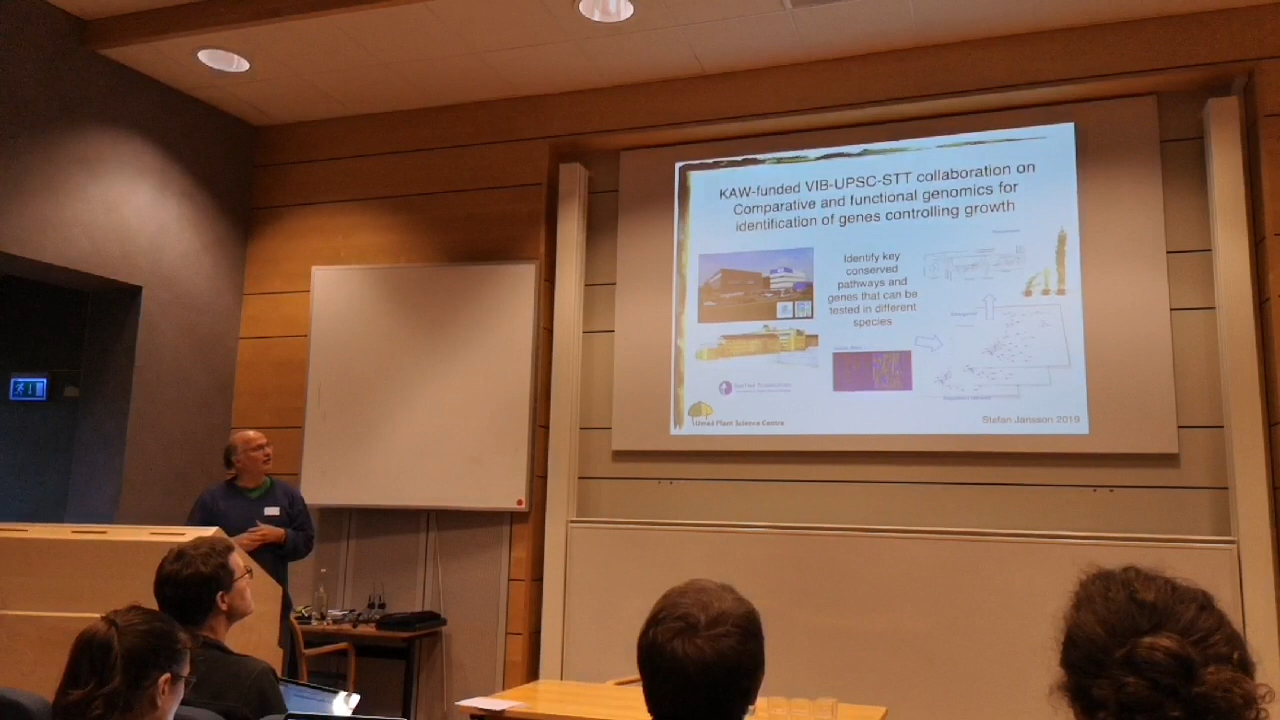 KAW-funded VIB-UPSC-STT collaboration on
Comparative and functional genomics for
identification of genes controlling growth
Identify key
conserved
pathways and
genes that can be
tested in different
species
Umeå Plant Science Centre
Stefan Jansson 2019